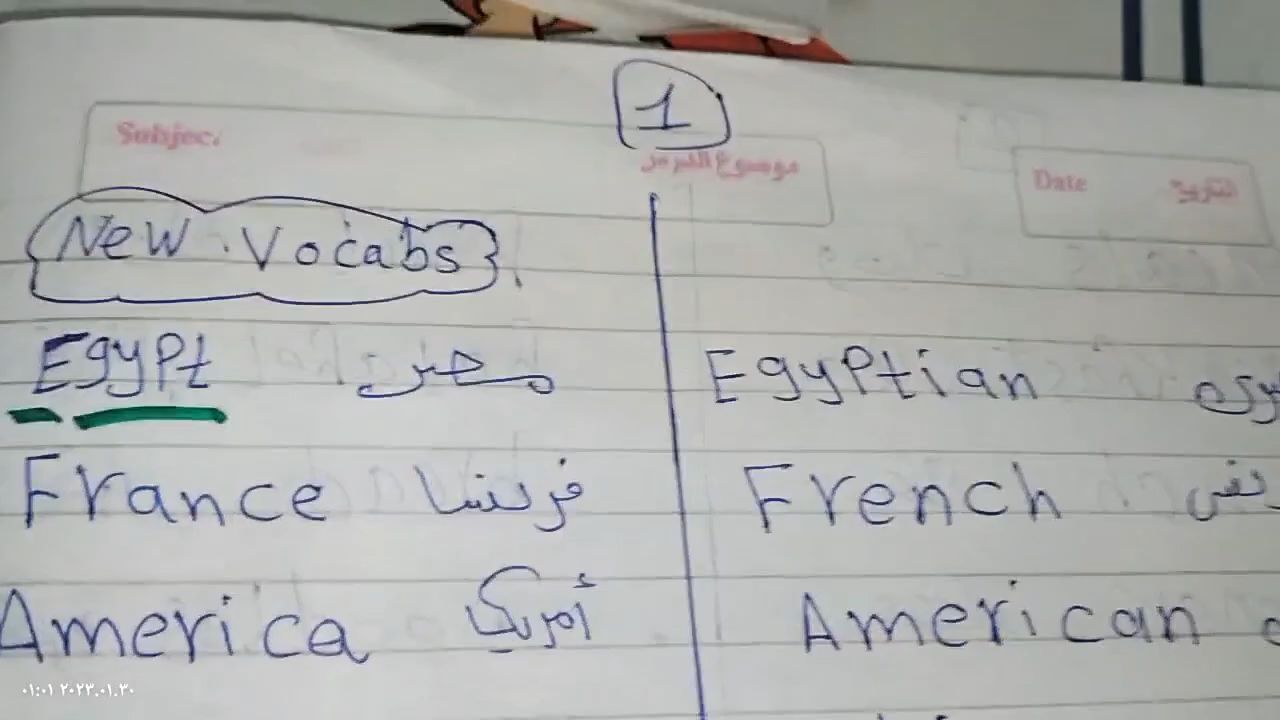 1
Subjec
موضوع الدرس
Date التاريخ
New Vocabs
Egypt مصر Egyptian
France فرنسا French
America أمريكا American
٠١:٠١ ٢٠٢٣.٠١.٣٠